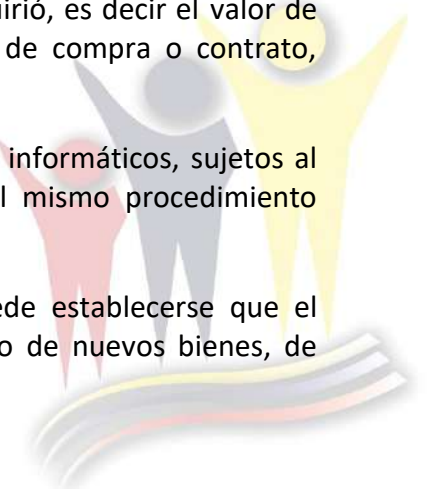 uirió, es decir el valor de
de compra o contrato,
informáticos, sujetos al
l mismo procedimiento
ede establecerse que el
o de nuevos bienes, de